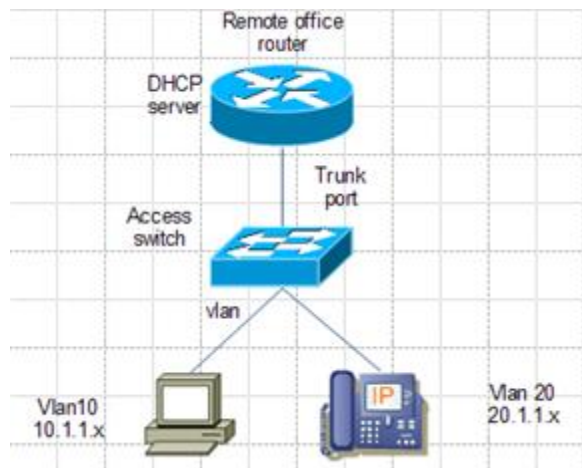 Remote office
router
DHCP
server
Trunk
port
Access
switch
vlan
IP
Vlan10
10.1.1.x
Vlan 20
20.1.1.x